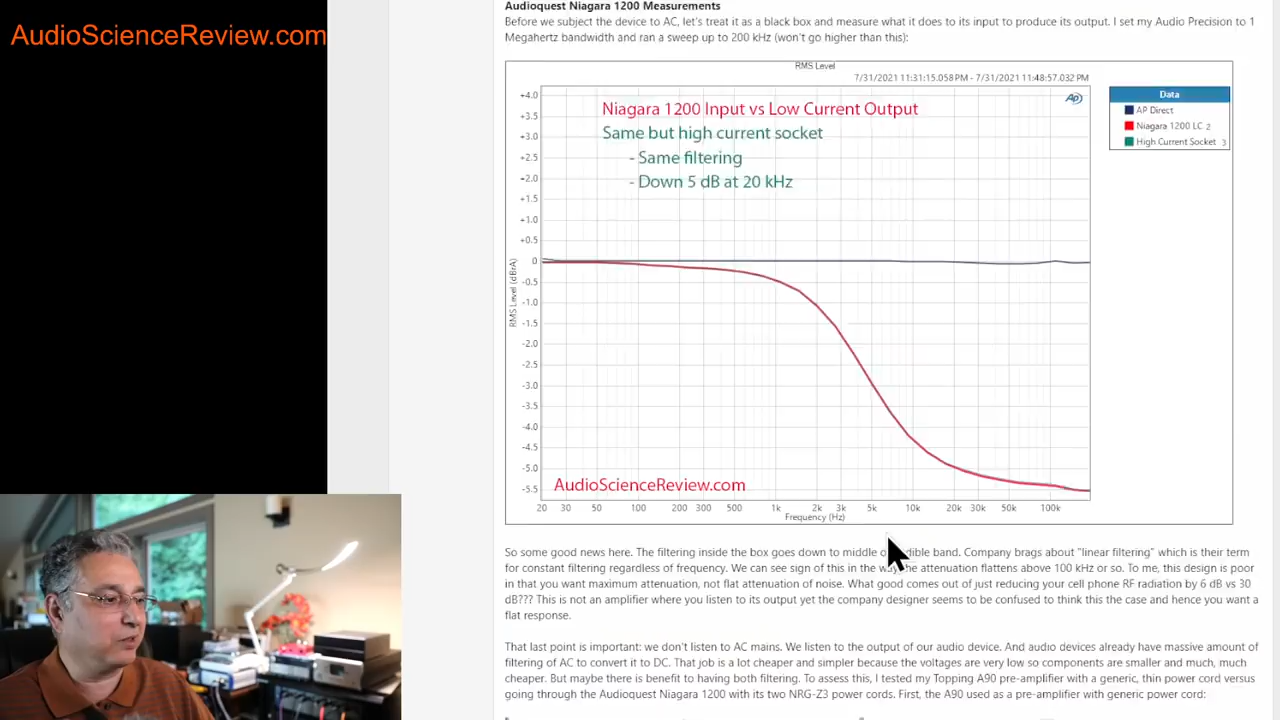 AudioScienceReview.com
Audioquest Niagara 1200 Measurements
Before we subject the device to AC, let's treat it as a black box and measure what it does to its input to produce its output. I set my Audio Precision to 1
Megahertz bandwidth and ran a sweep up to 200 kHz (won't go higher than this):
RMS Level
7/31/2021 11:31:15.058 PM - 7/31/2021 11:48:57.032 PM
Niagara 1200 Input vs Low Current Output
Same but high current socket
- Same filtering
- Down 5 dB at 20 kHz
AP
Data
AP Direct
Niagara 1200 LC 2
High Current Socket 3
+4.0
+3.5
+3.0
+2.5
+2.0
+1.5
+1.0
+0.5
0
-0.5
-1.0
-1.5
-2.0
-2.5
-3.0
-3.5
-4.0
-4.5
-5.0
-5.5
RMS Level (dBrA)
AudioScienceReview.com
20 30 50 100 200 300 500 1k 2k 3k 5k 10k 20k 30k 50k 100k
Frequency (Hz)
So some good news here. The filtering inside the box goes down to middle band. Company brags about "linear filtering" which is their term
for constant filtering regardless of frequency. We can see sign of this in the attenuation flattens above 100 kHz or so. To me, this design is poor
in that you want maximum attenuation, not flat attenuation of noise. What good comes out of just reducing your cell phone RF radiation by 6 dB vs 30
dB??? This is not an amplifier where you listen to its output yet the company designer seems to be confused to think this the case and hence you want a
flat response.
That last point is important: we don't listen to AC mains. We listen to the output of our audio device. And audio devices already have massive amount of
filtering of AC to convert it to DC. That job is a lot cheaper and simpler because the voltages are very low so components are smaller and much, much
cheaper. But maybe there is benefit to having both filtering. To assess this, I tested my Topping A90 pre-amplifier with a generic, thin power cord versus
going through the Audioquest Niagara 1200 with its two NRG-Z3 power cords. First, the A90 used as a pre-amplifier with generic power cord: